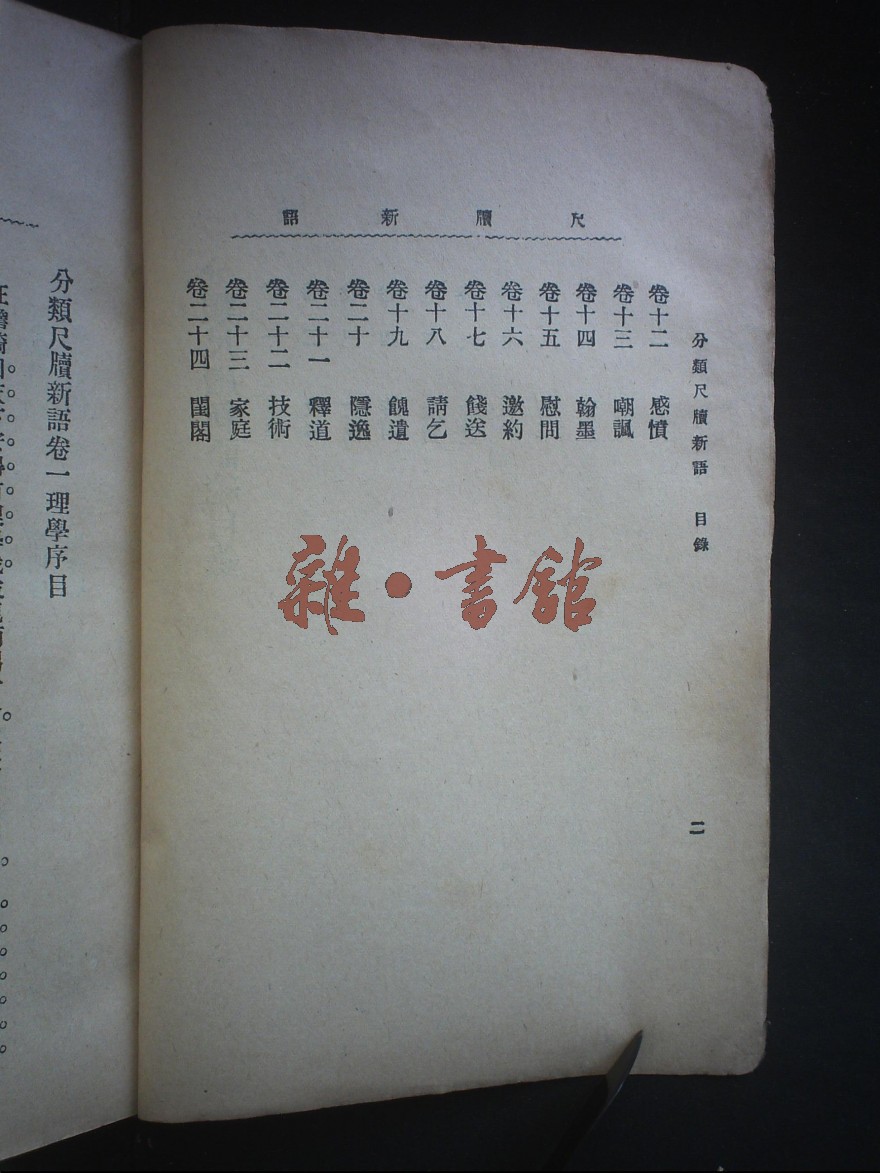 尺牘新語
分類尺牘新語 目錄 二
卷十二 感憤
卷十三 嘲諷
卷十四 翰墨
卷十五 慰問
卷十六 邀約
卷十七 餞送
卷十八 請乞
卷十九 餽遺
卷二十 隱逸
卷二十一 釋道
卷二十二 技術
卷二十三 家庭
卷二十四 閨閣
雜·書館
分類尺牘新語卷一理學序目